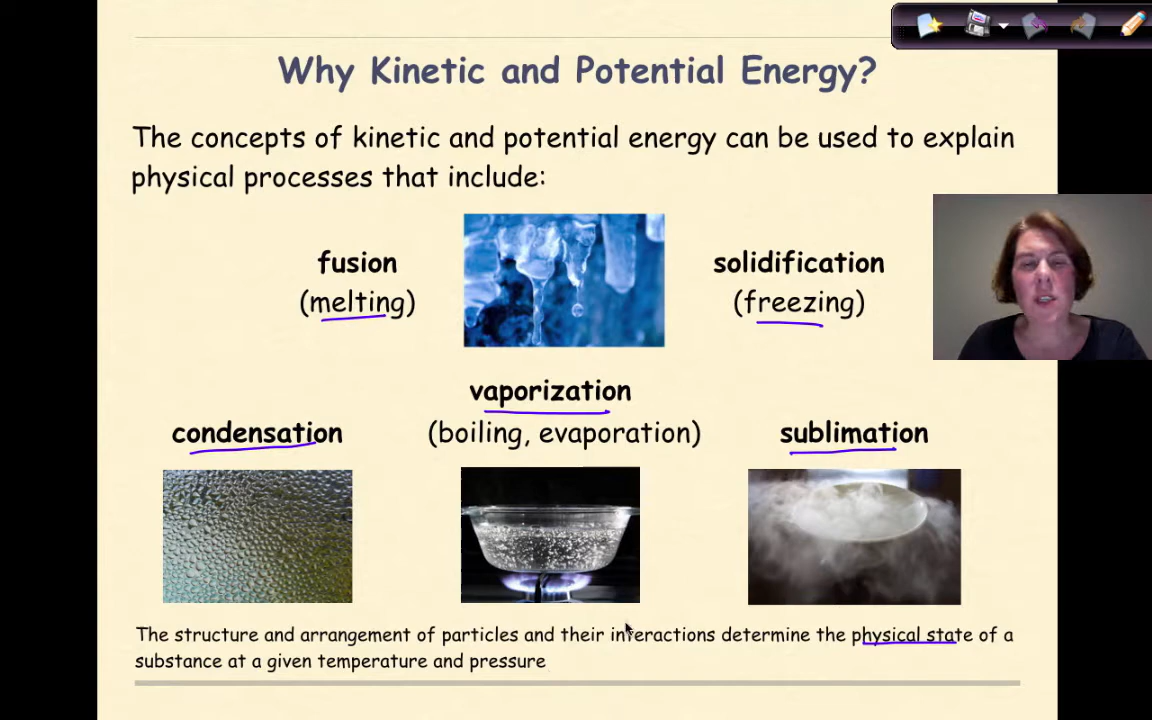 Why Kinetic and Potential Energy?
The concepts of kinetic and potential energy can be used to explain
physical processes that include:
fusion
(melting)
solidification
(freezing)
vaporization
(boiling, evaporation)
condensation
sublimation
The structure and arrangement of particles and their interactions determine the physical state of a
substance at a given temperature and pressure